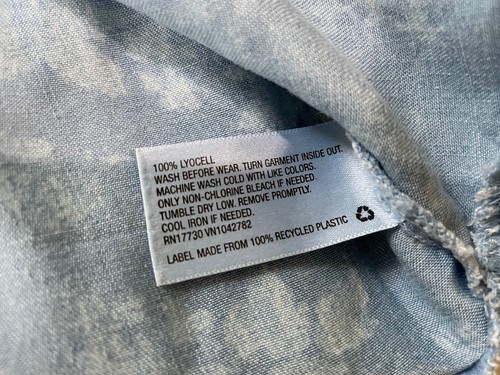 100% LYOCELL
WASH BEFORE WEAR. TURN GARMENT INSIDE OUT.
MACHINE WASH COLD WITH LIKE COLORS.
ONLY NON-CHLORINE BLEACH IF NEEDED.
TUMBLE DRY LOW. REMOVE PROMPTLY.
COOL IRON IF NEEDED.
RN17730 VN1042782
LABEL MADE FROM 100% RECYCLED PLASTIC